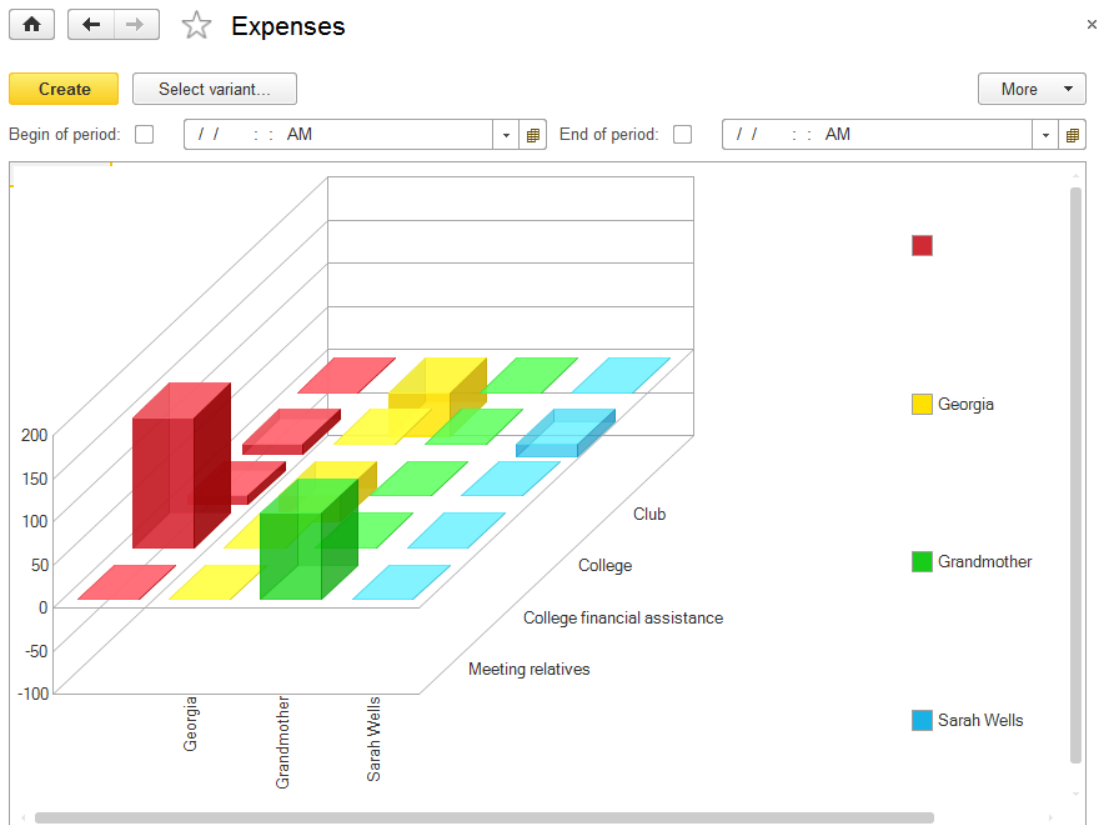 Expenses
×
Create
Select variant...
More
Begin of period:
/ / : : AM
End of period:
/ / : : AM
200
150
100
50
0
-50
-100
Club
College
College financial assistance
Meeting relatives
Georgia
Grandmother
Sarah Wells
Georgia
Grandmother
Sarah Wells